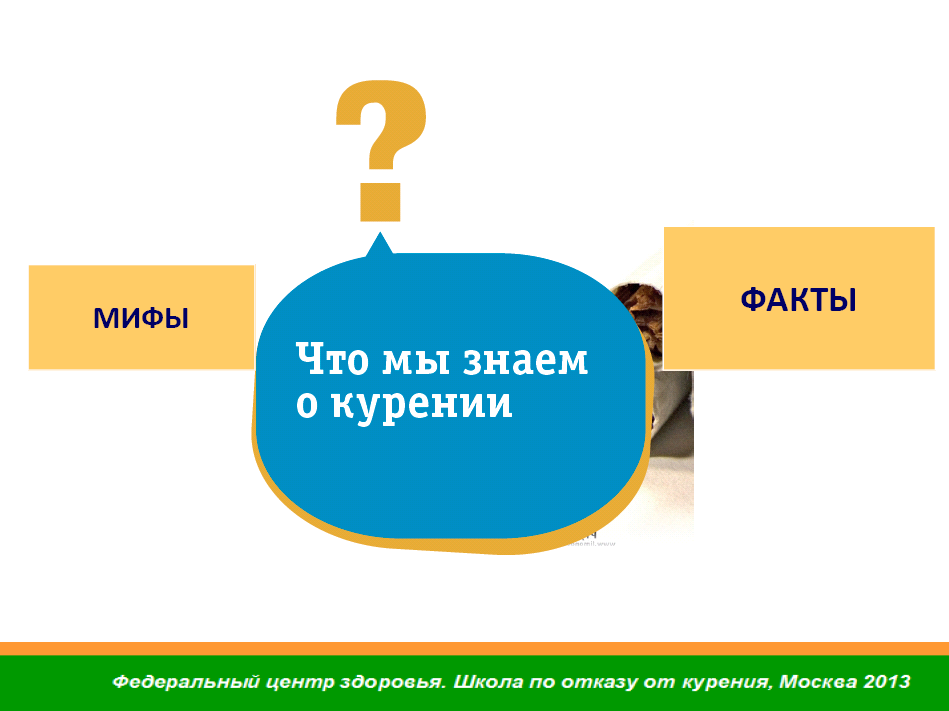 ?
МИФЫ
ФАКТЫ
Что мы знаем
о курении
Федеральный центр здоровья. Школа по отказу от курения, Москва 2013